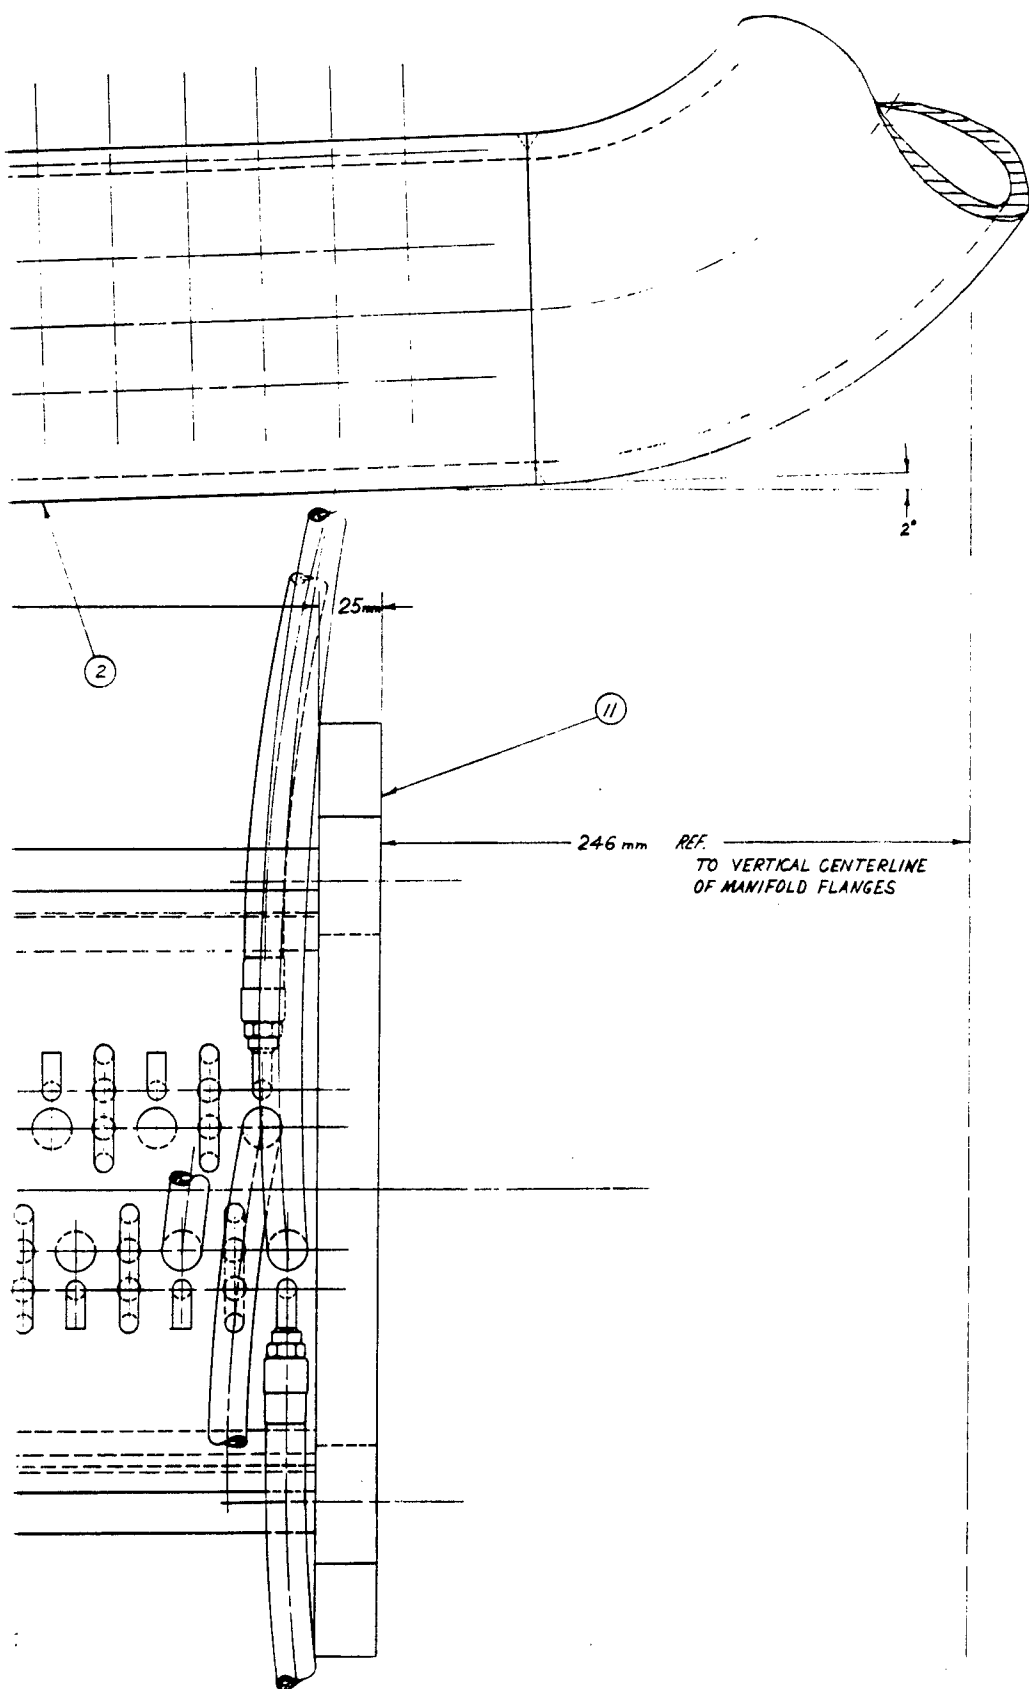 2°
25mm
2
11
246 mm REF.
TO VERTICAL CENTERLINE
OF MANIFOLD FLANGES